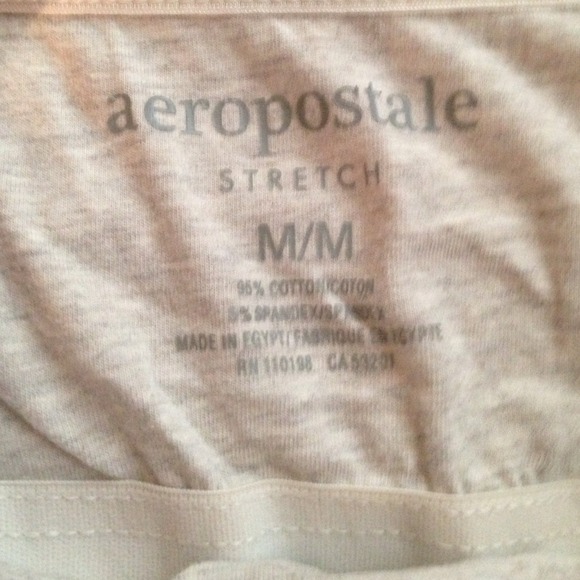 aeropostale
STRETCH
M/M
95% COTTON/COTON
5% SPANDEX/SPANDEX
MADE IN EGYPT/FABRIQUE EN EGYPTE
RN 110198 CA 53201